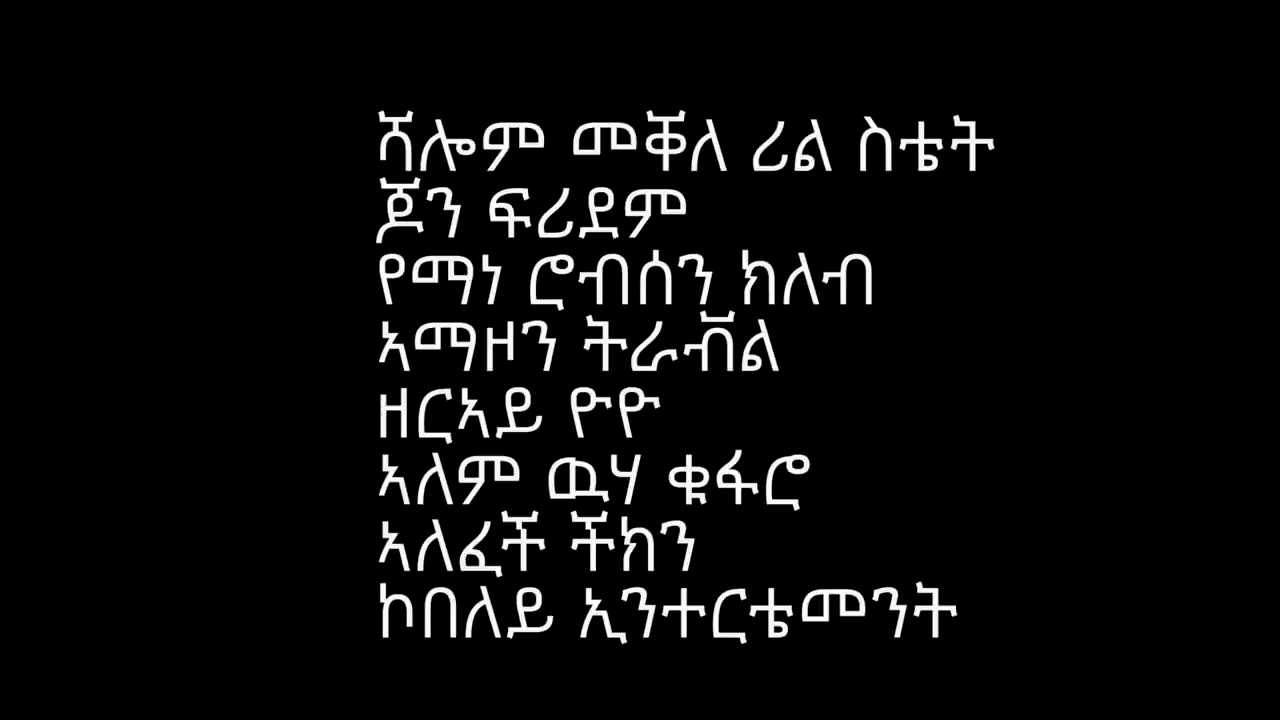 ሻሎም መቐለ ሪል ስቴት
ጆን ፍሪደም
የማነ ሮብሰን ክለብ
ኣማዞን ትራቭል
ዘርኣይ ዮዮ
ኣለም ዉሃ ቁፋሮ
ኣለፈች ችክን
ኮበለይ ኢንተርቴመንት